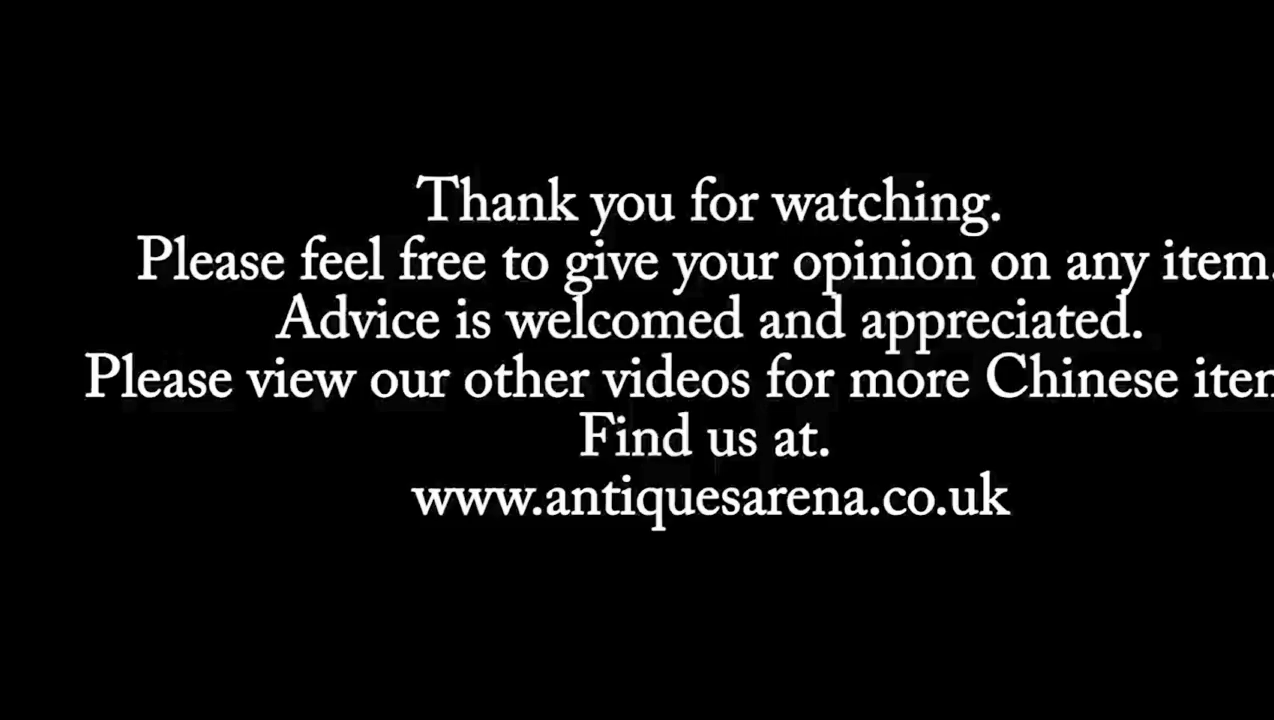 Thank you for watching.
Please feel free to give your opinion on any item.
Advice is welcomed and appreciated.
Please view our other videos for more Chinese
Find us at.
www.antiquesarena.co.uk